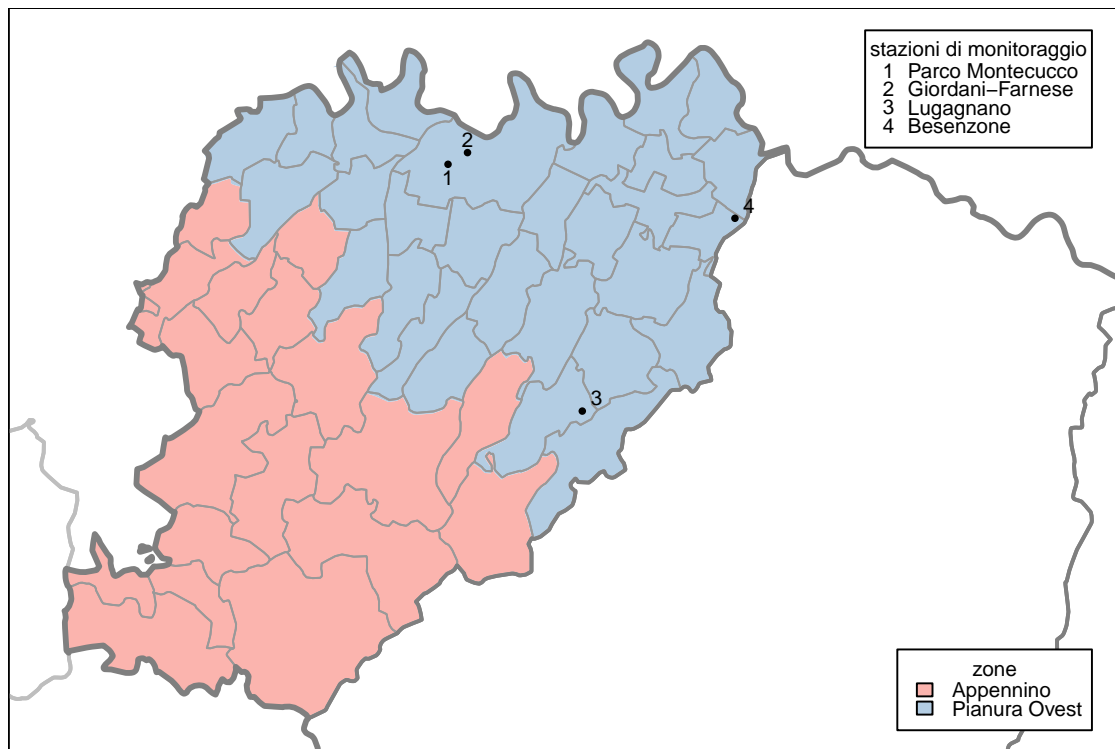 stazioni di monitoraggio
1 Parco Montecucco
2 Giordani−Farnese
3 Lugagnano
4 Besenzone
2
1
4
3
zone
Appennino
Pianura Ovest